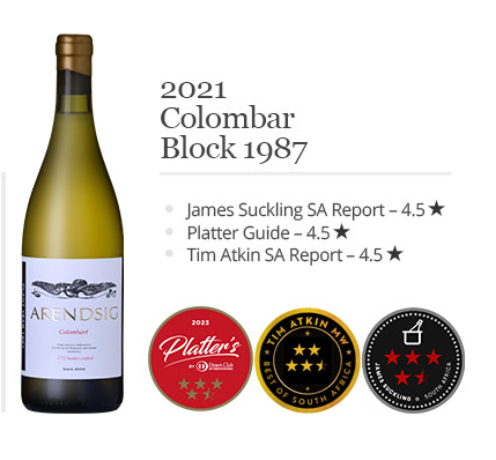 2021
Colombar
Block 1987
James Suckling SA Report – 4.5 ★
Platter Guide – 4.5 ★
Tim Atkin SA Report – 4.5 ★
ARENDSIG
Colombard
2023
Platter's
BY Diners Club
INTERNATIONAL
TIM ATKIN MW
BEST OF SOUTH AFRICA
JAMES SUCKLING
SOUTH AFRICA